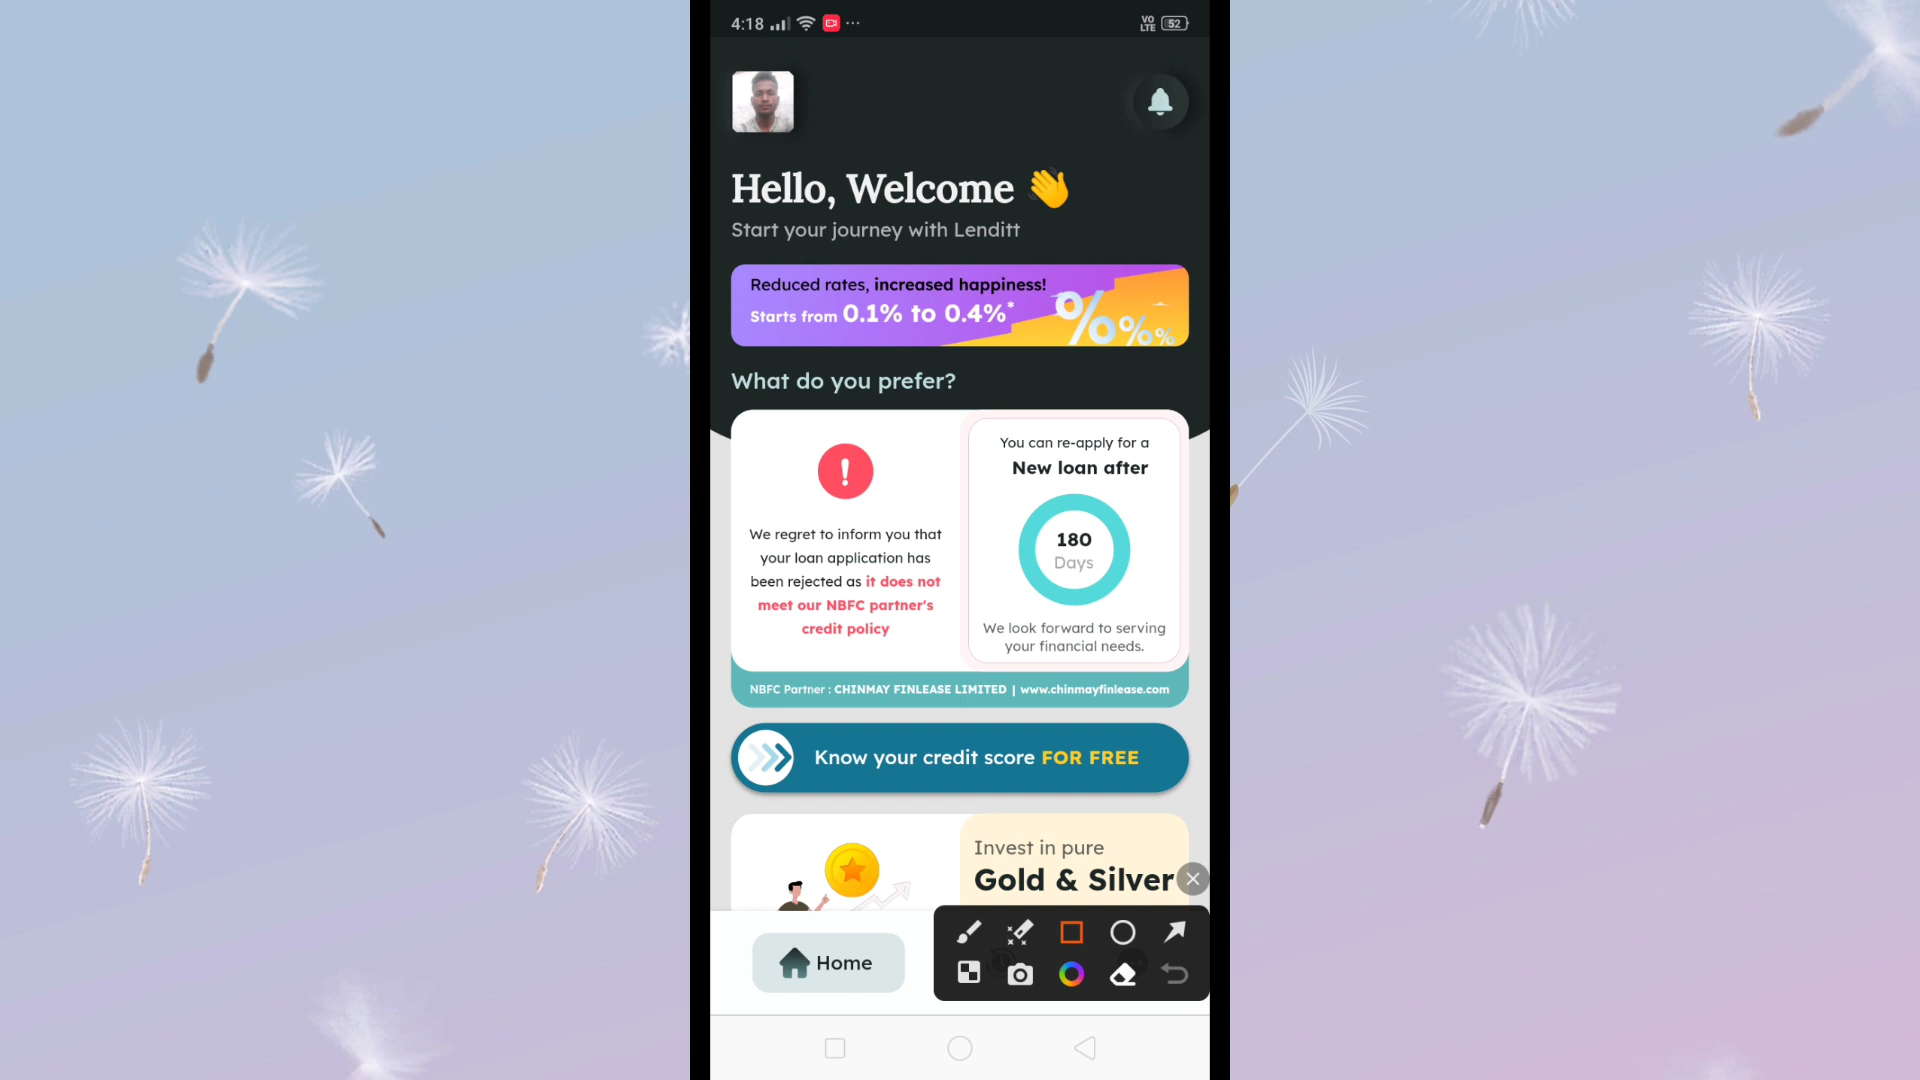 4:18
VO
LTE
52
Hello, Welcome 👋
Start your journey with Lenditt
Reduced rates, increased happiness!
Starts from 0.1% to 0.4%*
% % %
What do you prefer?
!
We regret to inform you that
your loan application has
been rejected as it does not
meet our NBFC partner's
credit policy
You can re-apply for a
New loan after
180
Days
We look forward to serving
your financial needs.
NBFC Partner : CHINMAY FINLEASE LIMITED | www.chinmayfinlease.com
Know your credit score FOR FREE
Invest in pure
Gold & Silver
Home